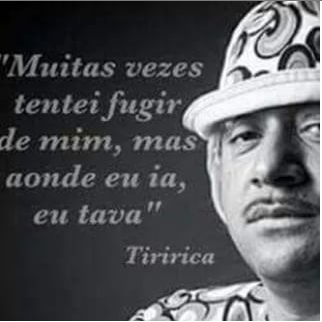 "Muitas vezes
tentei fugir
de mim, mas
aonde eu ia,
eu tava"
Tiririca